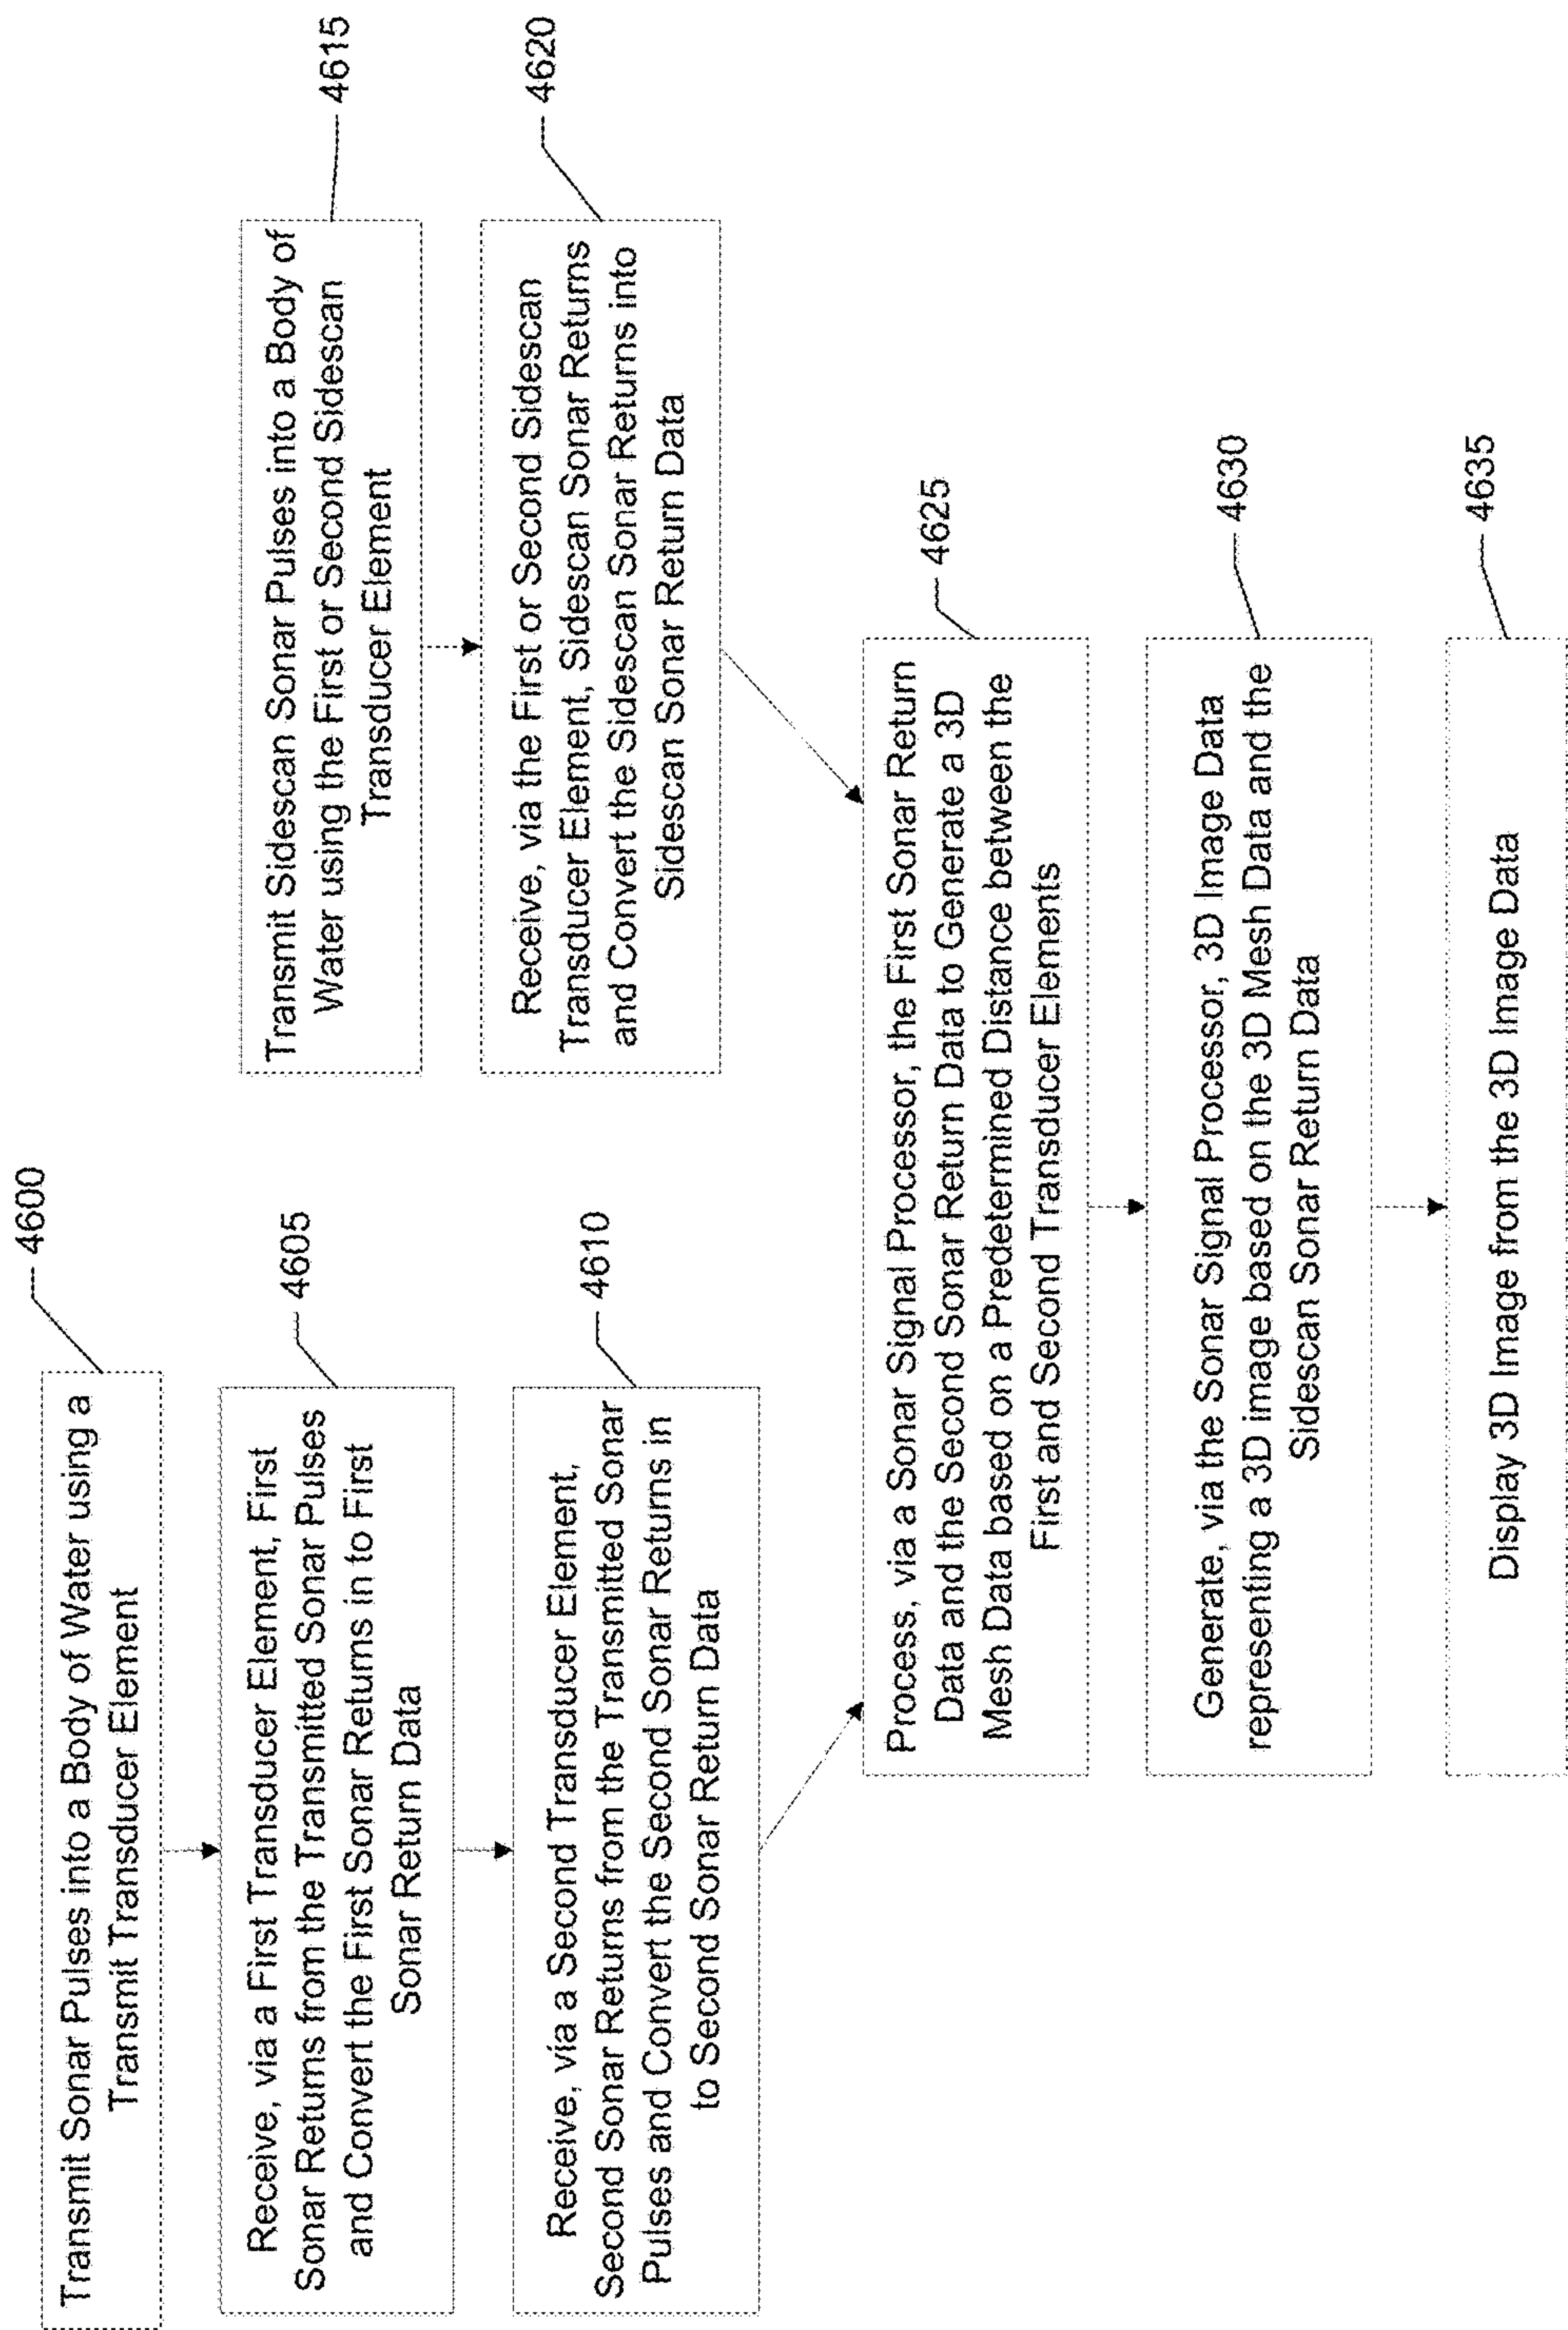 4600
Transmit Sonar Pulses into a Body of Water using a
Transmit Transducer Element
4605
Receive, via a First Transducer Element, First
Sonar Returns from the Transmitted Sonar Pulses
and Convert the First Sonar Returns in to First
Sonar Return Data
4610
Receive, via a Second Transducer Element,
Second Sonar Returns from the Transmitted Sonar
Pulses and Convert the Second Sonar Returns in
to Second Sonar Return Data
4615
Transmit Sidescan Sonar Pulses into a Body of
Water using the First or Second Sidescan
Transducer Element
4620
Receive, via the First or Second Sidescan
Transducer Element, Sidescan Sonar Returns
and Convert the Sidescan Sonar Returns into
Sidescan Sonar Return Data
4625
Process, via a Sonar Signal Processor, the First Sonar Return
Data and the Second Sonar Return Data to Generate a 3D
Mesh Data based on a Predetermined Distance between the
First and Second Transducer Elements
4630
Generate, via the Sonar Signal Processor, 3D Image Data
representing a 3D image based on the 3D Mesh Data and the
Sidescan Sonar Return Data
4635
Display 3D Image from the 3D Image Data